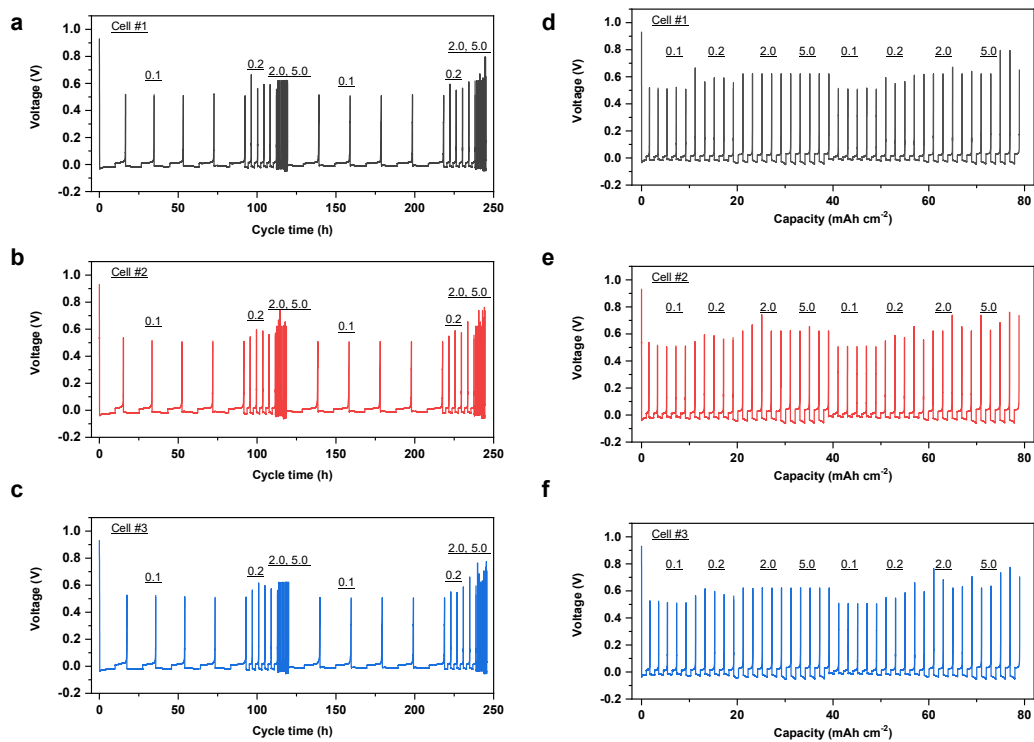 a
Cell #1
0.1
0.2
2.0, 5.0
0.1
0.2
2.0, 5.0
1.0
0.8
0.6
0.4
0.2
0.0
-0.2
Voltage (V)
0 50 100 150 200 250
Cycle time (h)
d
Cell #1
0.1 0.2 2.0 5.0 0.1 0.2 2.0 5.0
1.0
0.8
0.6
0.4
0.2
0.0
-0.2
Voltage (V)
0 20 40 60 80
Capacity (mAh cm⁻²)
b
Cell #2
0.1
0.2
2.0, 5.0
0.1
0.2
2.0, 5.0
1.0
0.8
0.6
0.4
0.2
0.0
-0.2
Voltage (V)
0 50 100 150 200 250
Cycle time (h)
e
Cell #2
0.1 0.2 2.0 5.0 0.1 0.2 2.0 5.0
1.0
0.8
0.6
0.4
0.2
0.0
-0.2
Voltage (V)
0 20 40 60 80
Capacity (mAh cm⁻²)
c
Cell #3
0.1
0.2
2.0, 5.0
0.1
0.2
2.0, 5.0
1.0
0.8
0.6
0.4
0.2
0.0
-0.2
Voltage (V)
0 50 100 150 200 250
Cycle time (h)
f
Cell #3
0.1 0.2 2.0 5.0 0.1 0.2 2.0 5.0
1.0
0.8
0.6
0.4
0.2
0.0
-0.2
Voltage (V)
0 20 40 60 80
Capacity (mAh cm⁻²)